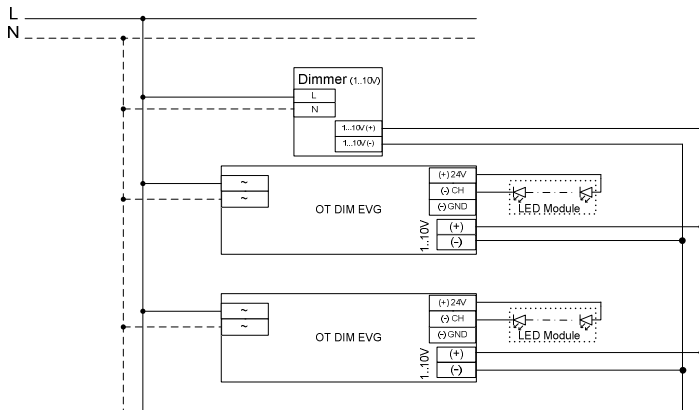 L
N
Dimmer (1..10V)
L
N
1...10V(+)
1...10V(-)
~
~
OT DIM EVG
(+)24V
(-) CH
(-) GND
1..10V
(+)
(-)
LED Module
~
~
OT DIM EVG
(+)24V
(-) CH
(-) GND
1..10V
(+)
(-)
LED Module